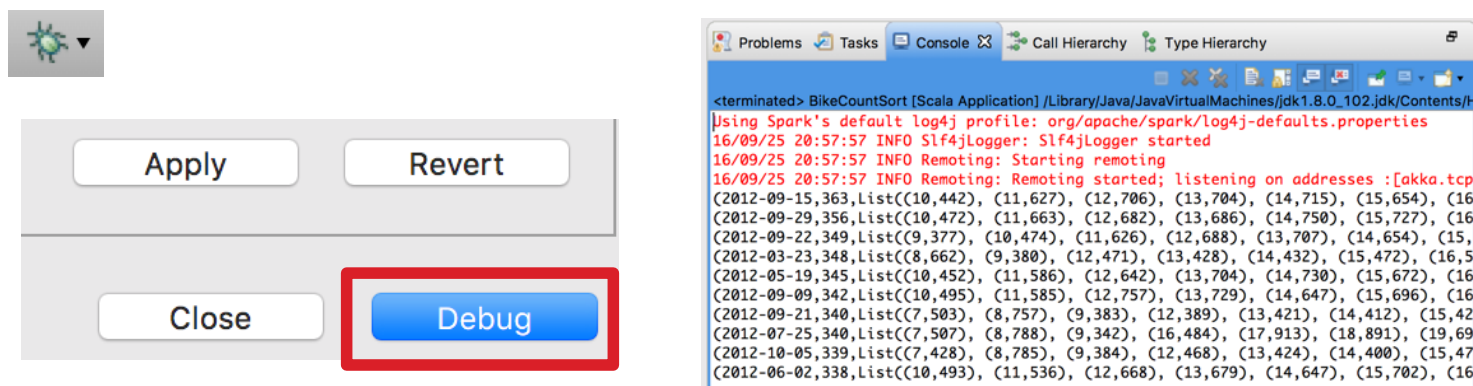 Apply Revert
Close Debug
Problems Tasks Console Call Hierarchy Type Hierarchy
<terminated> BikeCountSort [Scala Application] /Library/Java/JavaVirtualMachines/jdk1.8.0_102.jdk/Contents/H
Using Spark's default log4j profile: org/apache/spark/log4j-defaults.properties
16/09/25 20:57:57 INFO Slf4jLogger: Slf4jLogger started
16/09/25 20:57:57 INFO Remoting: Starting remoting
16/09/25 20:57:57 INFO Remoting: Remoting started; listening on addresses :[akka.tcp
(2012-09-15,363,List((10,442), (11,627), (12,706), (13,704), (14,715), (15,654), (16
(2012-09-29,356,List((10,472), (11,663), (12,682), (13,686), (14,750), (15,727), (16
(2012-09-22,349,List((9,377), (10,474), (11,626), (12,688), (13,707), (14,654), (15,
(2012-03-23,348,List((8,662), (9,380), (12,471), (13,428), (14,432), (15,472), (16,5
(2012-05-19,345,List((10,452), (11,586), (12,642), (13,704), (14,730), (15,672), (16
(2012-09-09,342,List((10,495), (11,585), (12,757), (13,729), (14,647), (15,696), (16
(2012-09-21,340,List((7,503), (8,757), (9,383), (12,389), (13,421), (14,412), (15,42
(2012-07-25,340,List((7,507), (8,788), (9,342), (16,484), (17,913), (18,891), (19,69
(2012-10-05,339,List((7,428), (8,785), (9,384), (12,468), (13,424), (14,400), (15,47
(2012-06-02,338,List((10,493), (11,536), (12,668), (13,679), (14,647), (15,702), (16